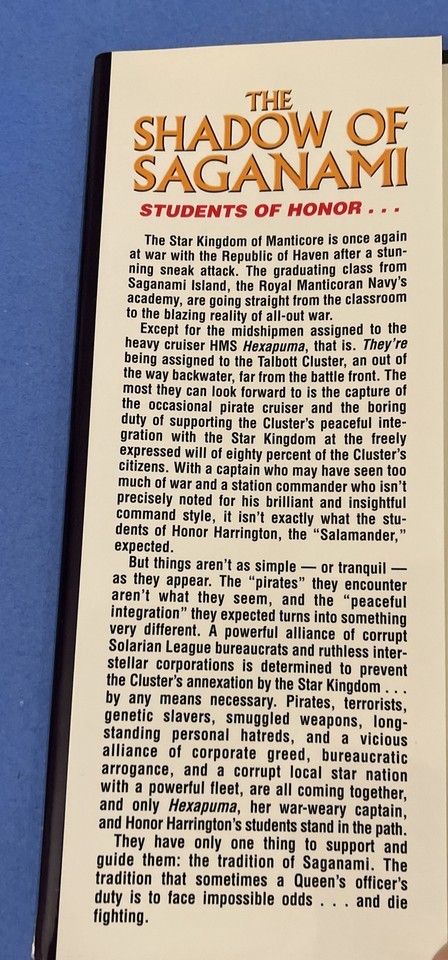 THE
SHADOW OF
SAGANAMI
STUDENTS OF HONOR . . .
The Star Kingdom of Manticore is once again
at war with the Republic of Haven after a stun-
ning sneak attack. The graduating class from
Saganami Island, the Royal Manticoran Navy's
academy, are going straight from the classroom
to the blazing reality of all-out war.
Except for the midshipmen assigned to the
heavy cruiser HMS Hexapuma, that is. They're
being assigned to the Talbott Cluster, an out of
the way backwater, far from the battle front. The
most they can look forward to is the capture of
the occasional pirate cruiser and the boring
duty of supporting the Cluster's peaceful inte-
gration with the Star Kingdom at the freely
expressed will of eighty percent of the Cluster's
citizens. With a captain who may have seen too
much of war and a station commander who isn't
precisely noted for his brilliant and insightful
command style, it isn't exactly what the stu-
dents of Honor Harrington, the "Salamander,"
expected.
But things aren't as simple — or tranquil —
as they appear. The "pirates" they encounter
aren't what they seem, and the "peaceful
integration" they expected turns into something
very different. A powerful alliance of corrupt
Solarian League bureaucrats and ruthless inter-
stellar corporations is determined to prevent
the Cluster's annexation by the Star Kingdom . . .
by any means necessary. Pirates, terrorists,
genetic slavers, smuggled weapons, long-
standing personal hatreds, and a vicious
alliance of corporate greed, bureaucratic
arrogance, and a corrupt local star nation
with a powerful fleet, are all coming together,
and only Hexapuma, her war-weary captain,
and Honor Harrington's students stand in the path.
They have only one thing to support and
guide them: the tradition of Saganami. The
tradition that sometimes a Queen's officer's
duty is to face impossible odds . . . and die
fighting.